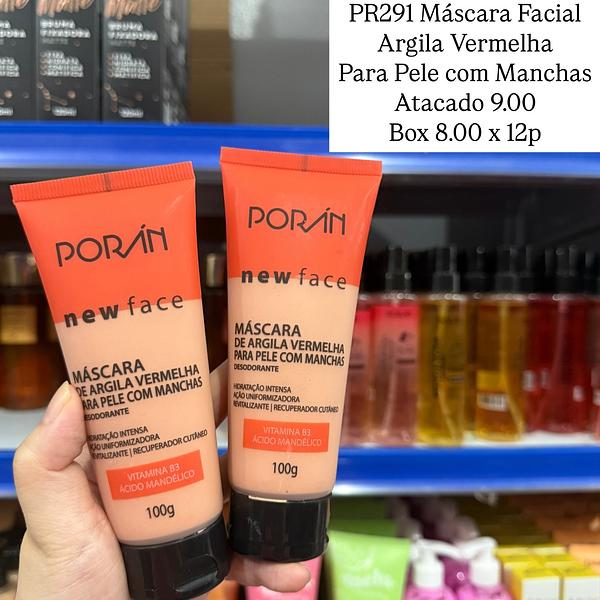 PR291 Máscara Facial
Argila Vermelha
Para Pele com Manchas
Atacado 9.00
Box 8.00 x 12p
PORÁN
new face
MÁSCARA
DE ARGILA VERMELHA
PARA PELE COM MANCHAS
DESODORANTE
HIDRATAÇÃO INTENSA
AÇÃO UNIFORMIZADORA
REVITALIZANTE | RECUPERADOR CUTÂNEO
VITAMINA B3
ÁCIDO MANDÉLICO
100g
PORÁN
new face
MÁSCARA
DE ARGILA VERMELHA
PARA PELE COM MANCHAS
DESODORANTE
HIDRATAÇÃO INTENSA
AÇÃO UNIFORMIZADORA
REVITALIZANTE | RECUPERADOR CUTÂNEO
VITAMINA B3
ÁCIDO MANDÉLICO
100g